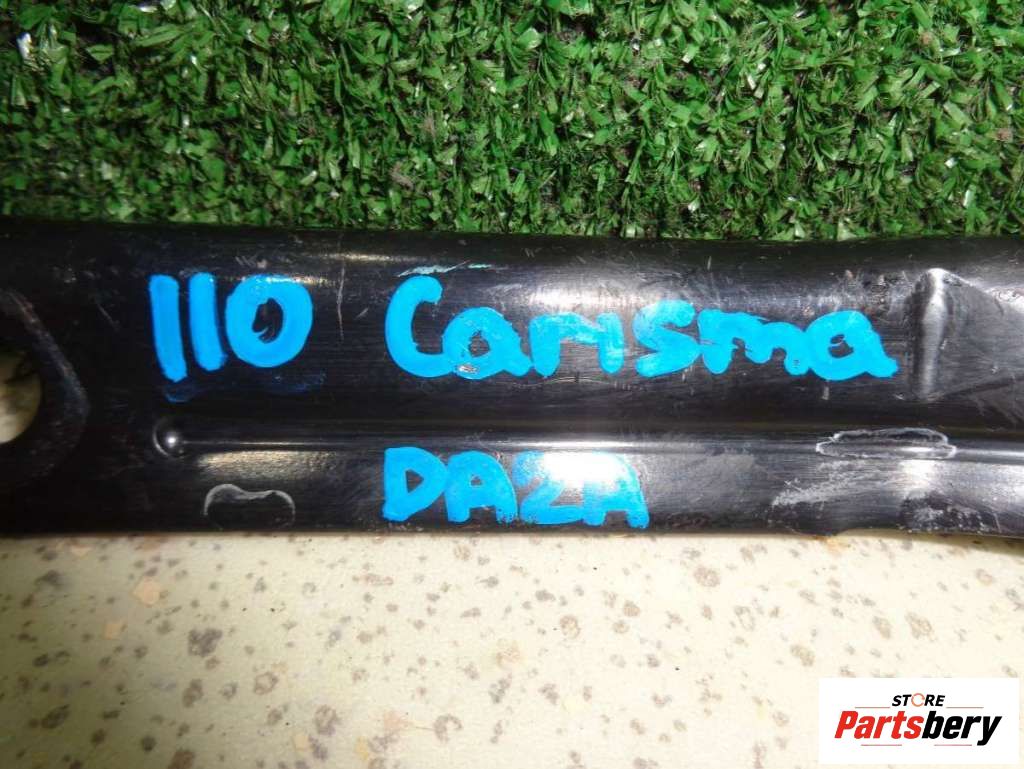 110 Carisma
DA2A
STORE
Partsbery